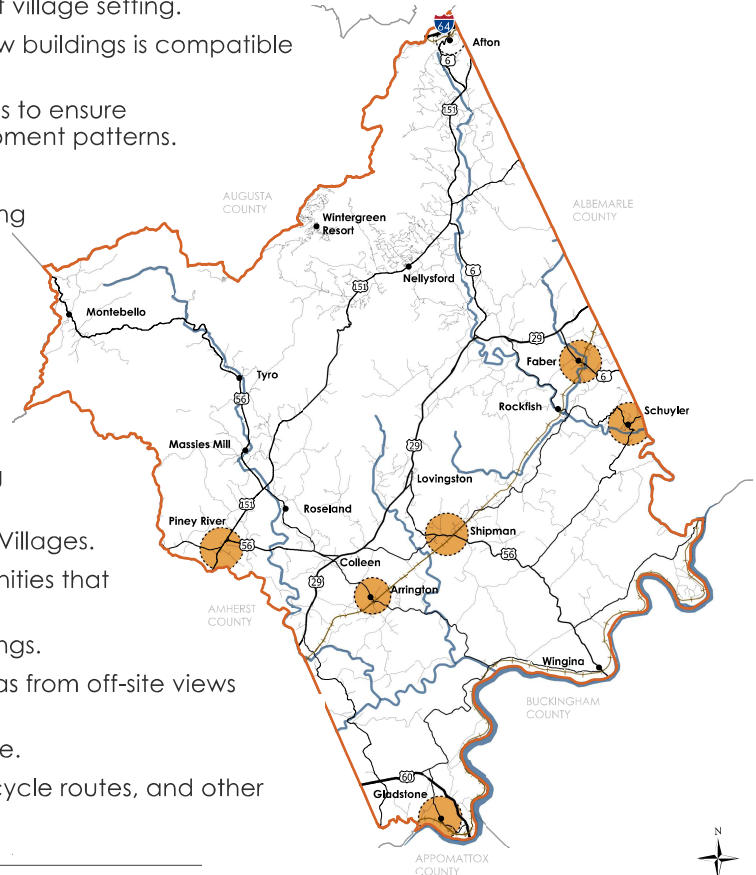 t village setting.
w buildings is compatible
s to ensure
pment patterns.
ng
g
Villages.
nities that
ngs.
as from off-site views
e.
cycle routes, and other
64
Afton
6
151
AUGUSTA
COUNTY
ALBEMARLE
COUNTY
Wintergreen
Resort
Nellysford
6
151
Montebello
29
Faber
6
Tyro
56
Rockfish
Schuyler
Massies Mill
29
Lovingston
151
Roseland
Piney River
56
Shipman
56
Colleen
29
Arrington
AMHERST
COUNTY
Wingina
BUCKINGHAM
COUNTY
60
Gladstone
APPOMATTOX
COUNTY
N